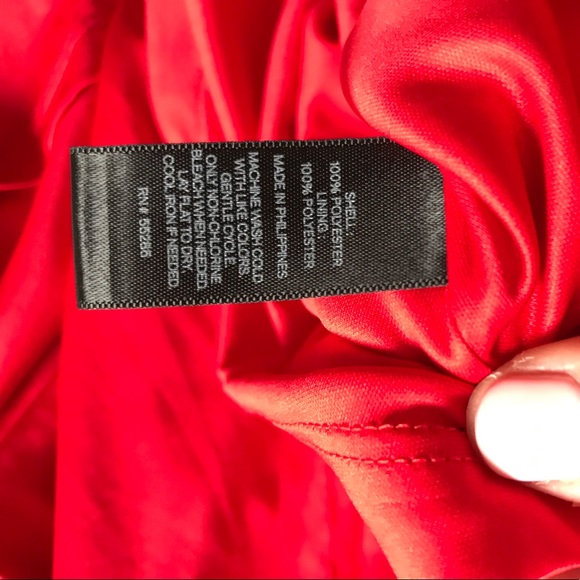 SHELL:
100% POLYESTER
LINING:
100% POLYESTER
MADE IN PHILIPPINES
MACHINE WASH COLD
WITH LIKE COLORS.
GENTLE CYCLE.
ONLY NON-CHLORINE
BLEACH WHEN NEEDED.
LAY FLAT TO DRY.
COOL IRON IF NEEDED.
RN# 55285